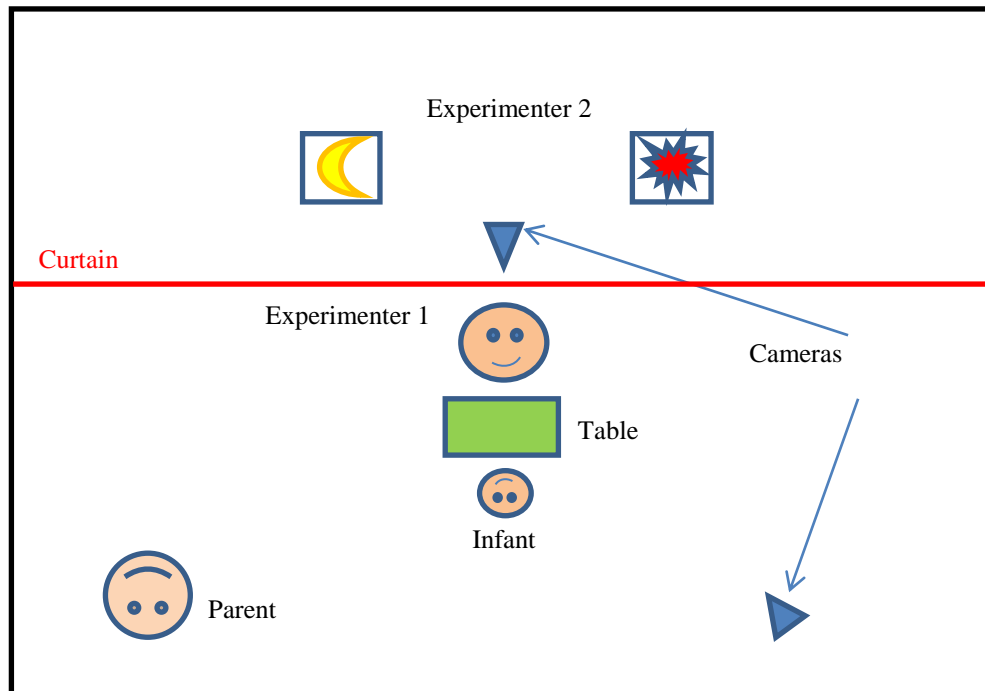 Experimenter 2
Curtain
Experimenter 1
Cameras
Table
Infant
Parent